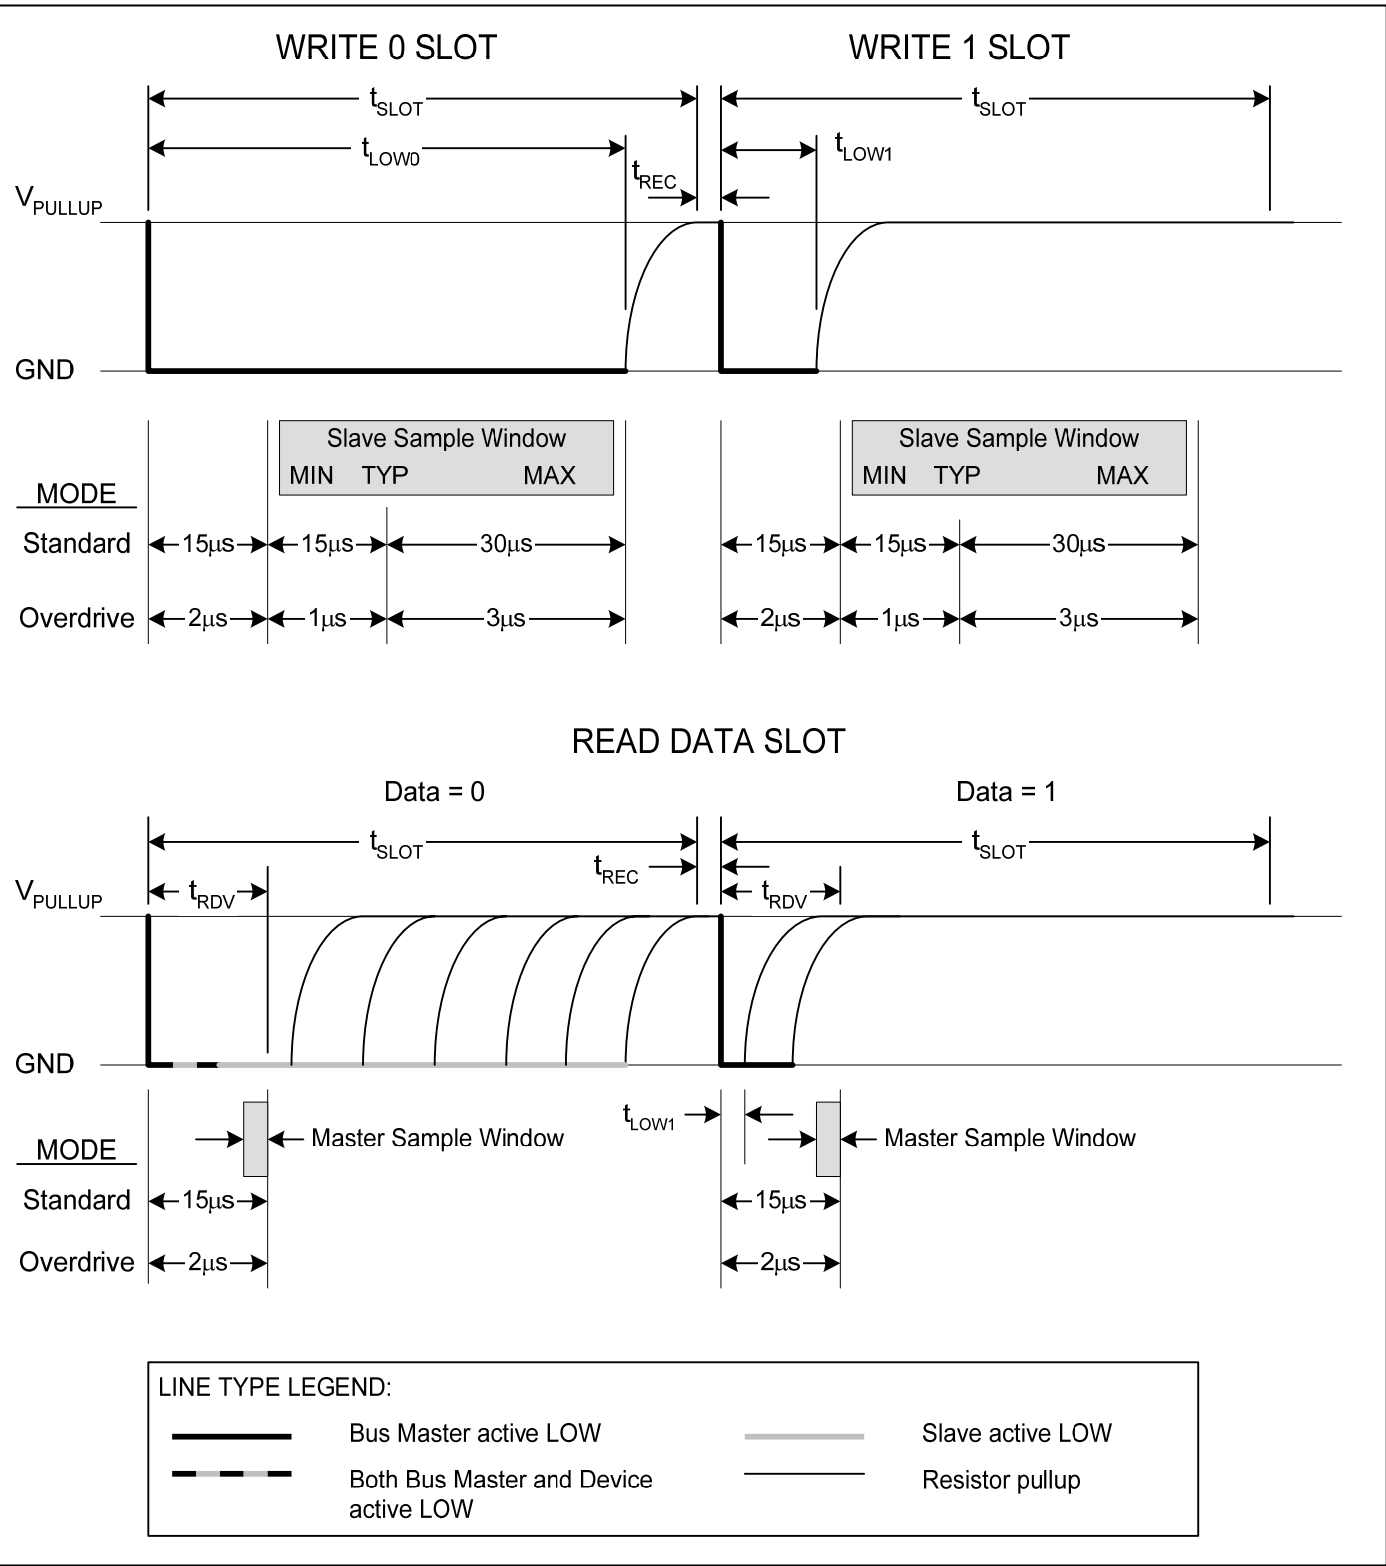 WRITE 0 SLOT WRITE 1 SLOT
tSLOT tSLOT
tLOW0 tLOW1
tREC
VPULLUP
GND
Slave Sample Window Slave Sample Window
MIN TYP MAX MIN TYP MAX
MODE
Standard 15μs 15μs 30μs 15μs 15μs 30μs
Overdrive 2μs 1μs 3μs 2μs 1μs 3μs
READ DATA SLOT
Data = 0 Data = 1
tSLOT tSLOT
tREC
VPULLUP tRDV tRDV
GND
tLOW1
MODE Master Sample Window Master Sample Window
Standard 15μs 15μs
Overdrive 2μs 2μs
LINE TYPE LEGEND:
Bus Master active LOW Slave active LOW
Both Bus Master and Device Resistor pullup
active LOW